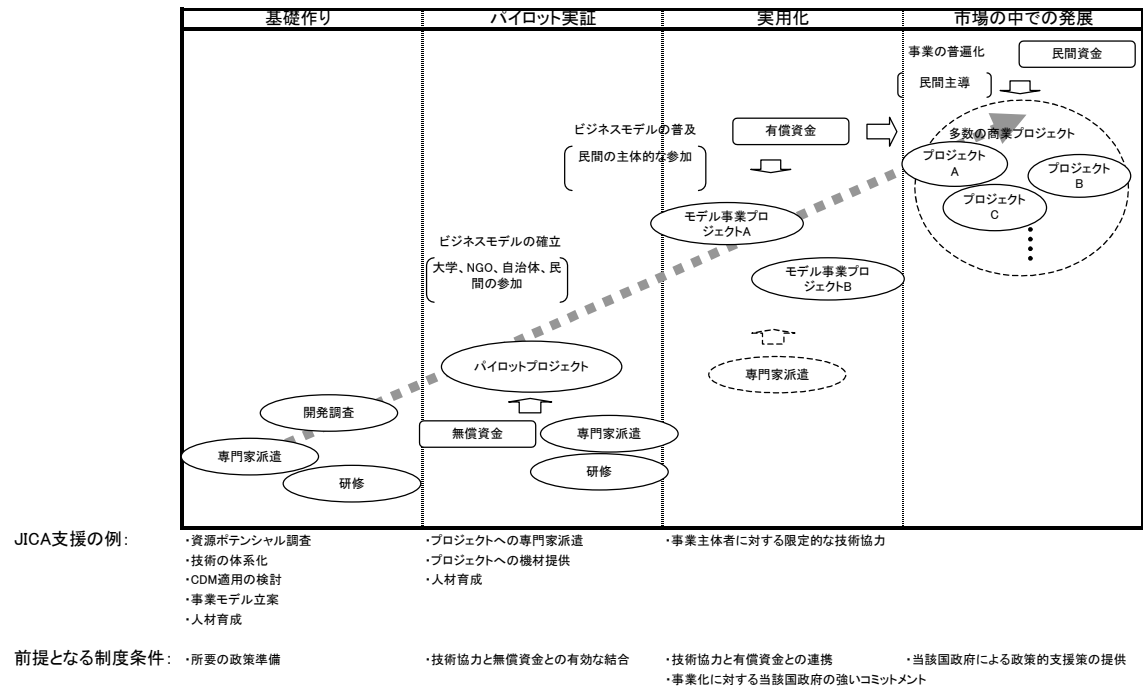 基礎作り
パイロット実証
実用化
市場の中での発展
事業の普遍化
民間資金
民間主導
ビジネスモデルの普及
有償資金
多数の商業プロジェクト
民間の主体的な参加
プロジェクト
A
プロジェクト
B
プロジェクト
C
モデル事業プロ
ジェクトA
ビジネスモデルの確立
大学、NGO、自治体、民
間の参加
モデル事業プロ
ジェクトB
パイロットプロジェクト
専門家派遣
開発調査
無償資金
専門家派遣
専門家派遣
研修
研修
JICA支援の例:
・資源ポテンシャル調査
・技術の体系化
・CDM適用の検討
・事業モデル立案
・人材育成
・プロジェクトへの専門家派遣
・プロジェクトへの機材提供
・人材育成
・事業主体者に対する限定的な技術協力
前提となる制度条件:
・所要の政策準備
・技術協力と無償資金との有効な結合
・技術協力と有償資金との連携
・事業化に対する当該国政府の強いコミットメント
・当該国政府による政策的支援策の提供